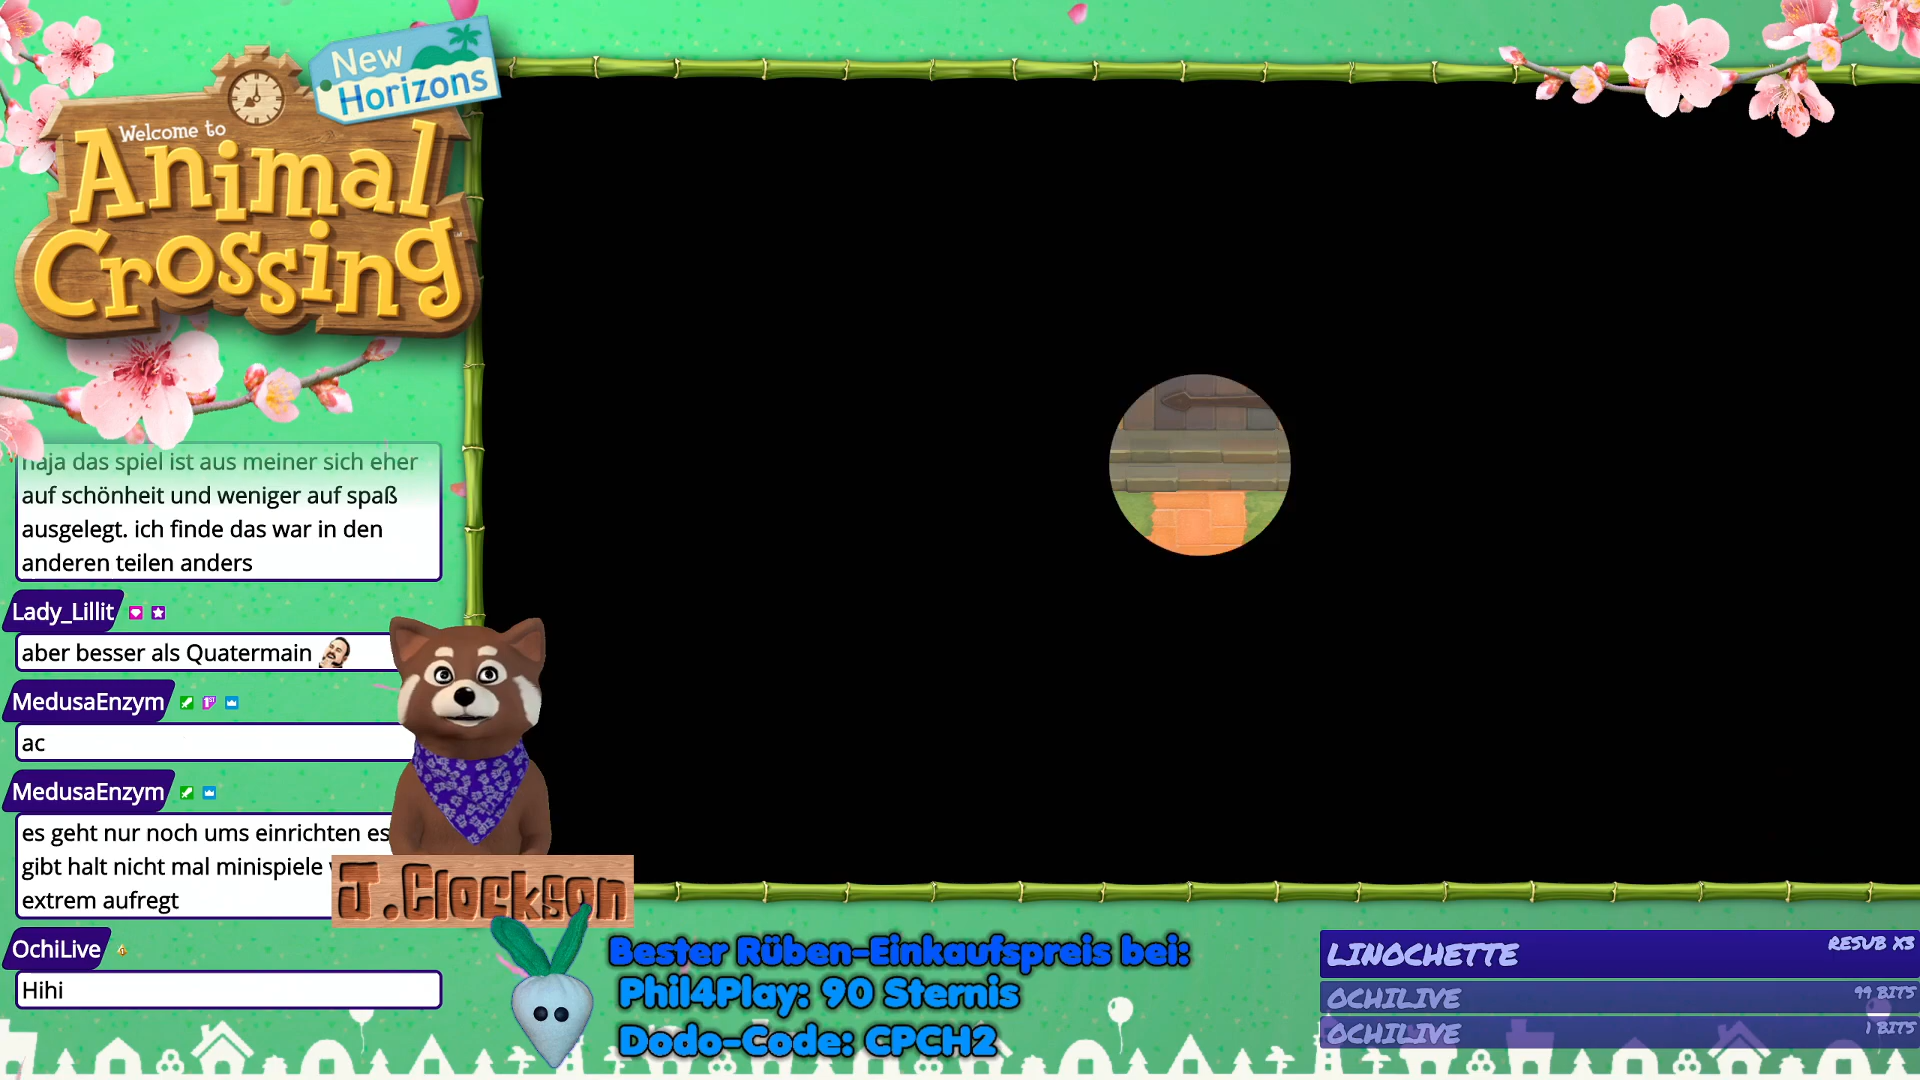 New
Horizons
Welcome to
Animal
Crossing
naja das spiel ist aus meiner sich eher
auf schönheit und weniger auf spaß
ausgelegt. ich finde das war in den
anderen teilen anders
Lady_Lillit
aber besser als Quatermain
MedusaEnzym
ac
MedusaEnzym
es geht nur noch ums einrichten es
gibt halt nicht mal minispiele
extrem aufregt
J.Clockson
OchiLive
Hihi
Bester Rüben-Einkaufspreis bei:
Phil4Play: 90 Sternis
Dodo-Code: CPCH2
LINOCHETTE RESUB X3
OCHILIVE 99 BITS
OCHILIVE 1 BITS